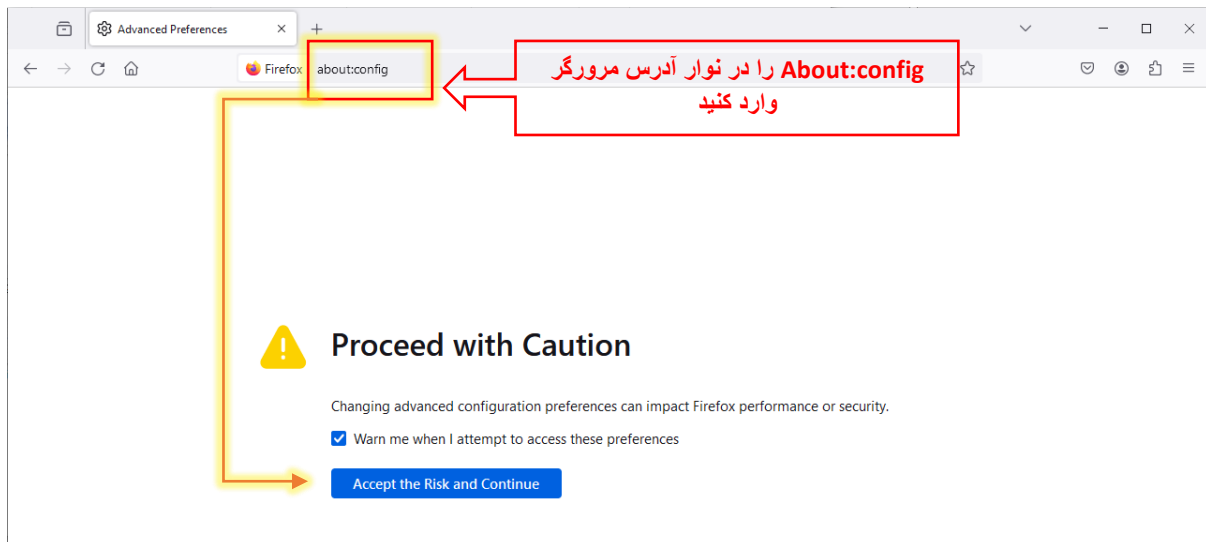 Advanced Preferences
Firefox about:config
About:config را در نوار آدرس مرورگر
وارد کنید
Proceed with Caution
Changing advanced configuration preferences can impact Firefox performance or security.
Warn me when I attempt to access these preferences
Accept the Risk and Continue